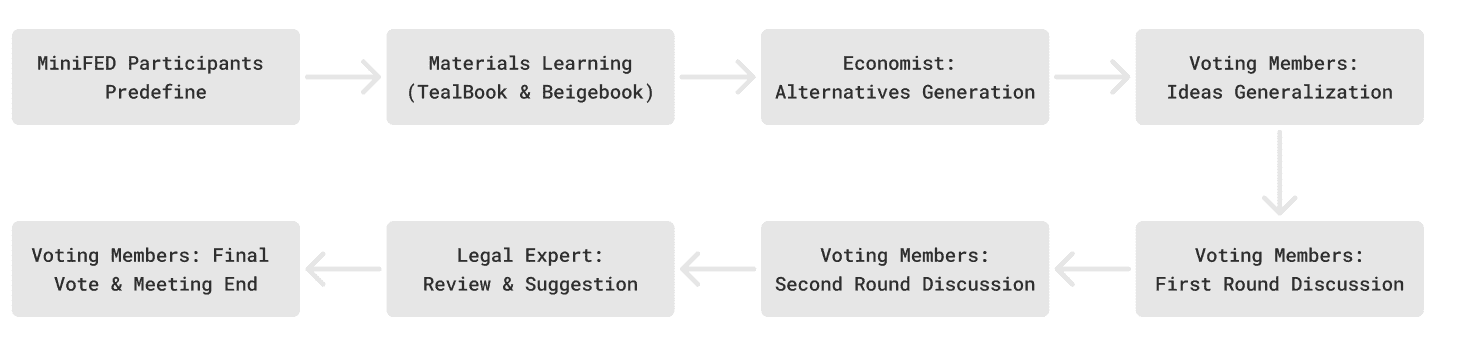 MiniFED Participants
Predefine
Materials Learning
(TealBook & Beigebook)
Economist:
Alternatives Generation
Voting Members:
Ideas Generalization
Voting Members:
First Round Discussion
Voting Members:
Second Round Discussion
Legal Expert:
Review & Suggestion
Voting Members: Final
Vote & Meeting End